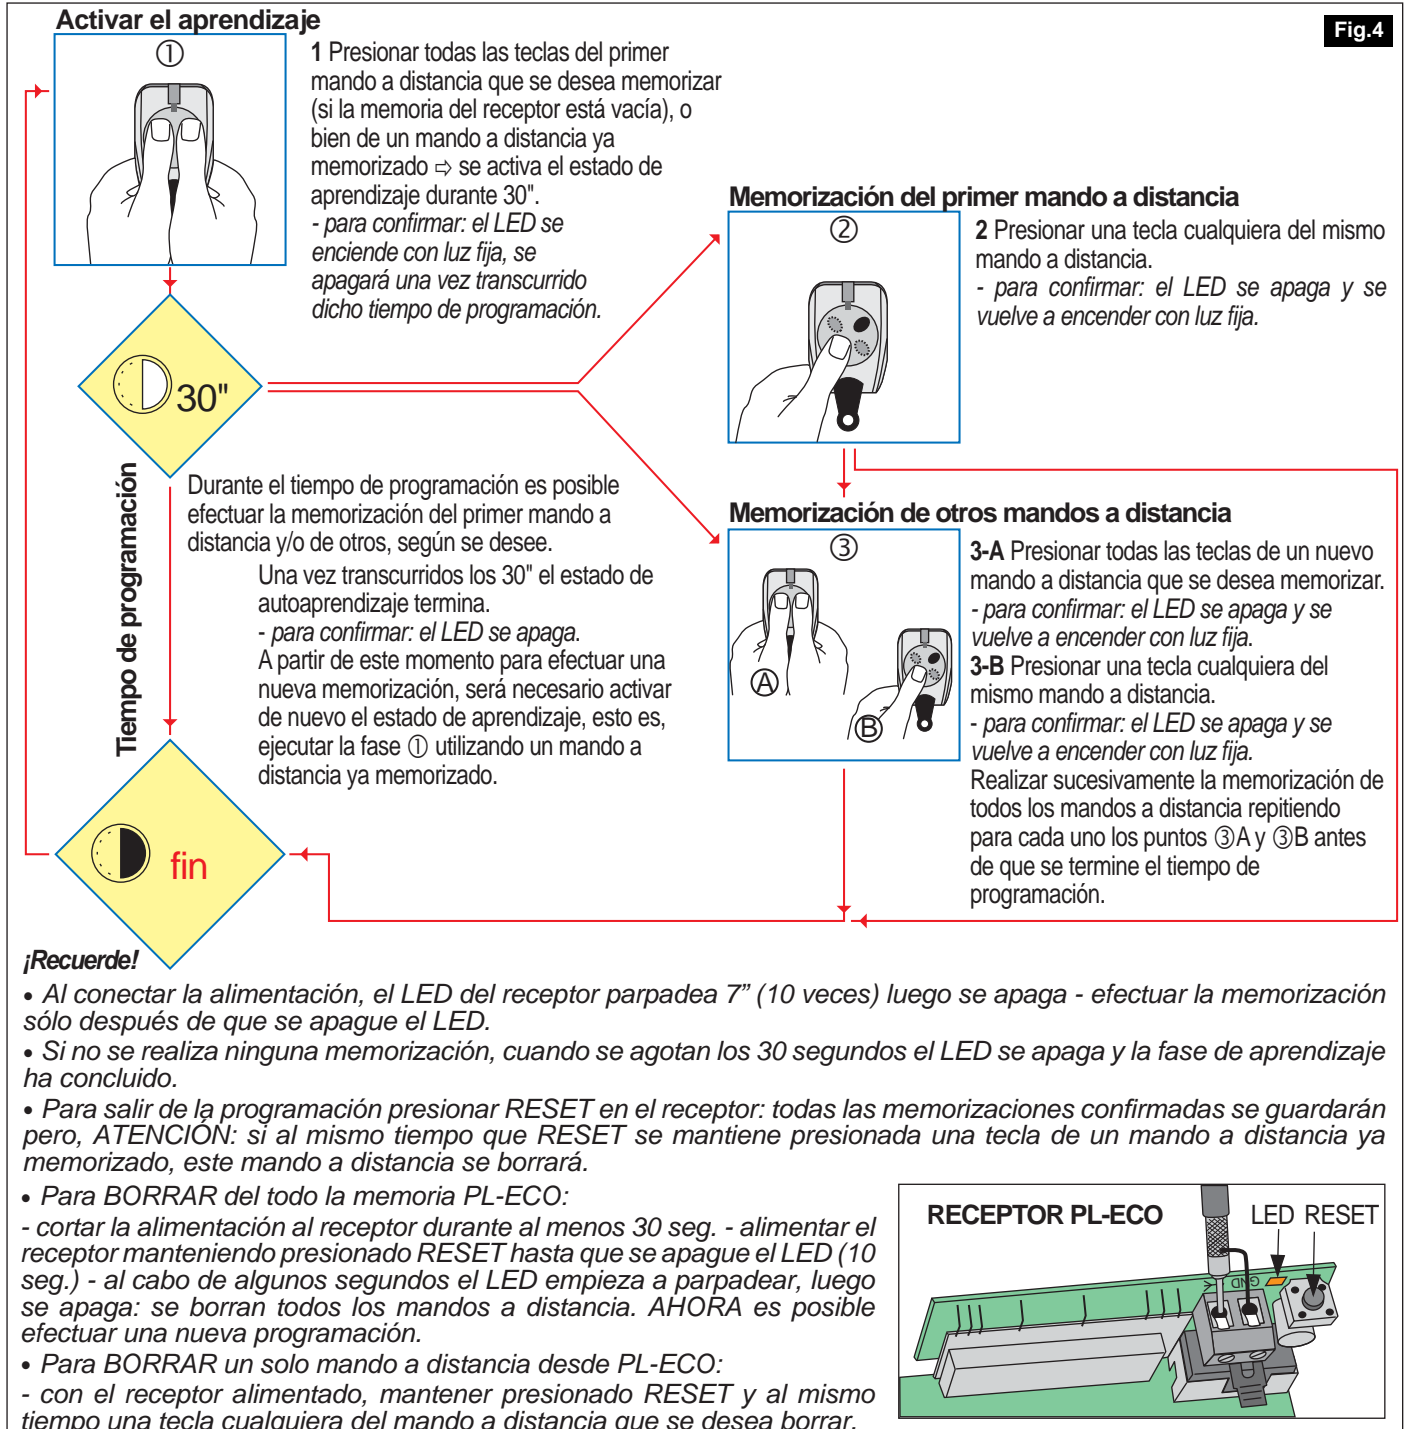 Activar el aprendizaje
Fig.4
①
1 Presionar todas las teclas del primer
mando a distancia que se desea memorizar
(si la memoria del receptor está vacía), o
bien de un mando a distancia ya
memorizado ⇨ se activa el estado de
aprendizaje durante 30".
- para confirmar: el LED se
enciende con luz fija, se
apagará una vez transcurrido
dicho tiempo de programación.
30"
Memorización del primer mando a distancia
②
2 Presionar una tecla cualquiera del mismo
mando a distancia.
- para confirmar: el LED se apaga y se
vuelve a encender con luz fija.
Tiempo de programación
Durante el tiempo de programación es posible
efectuar la memorización del primer mando a
distancia y/o de otros, según se desee.
Una vez transcurridos los 30" el estado de
autoaprendizaje termina.
- para confirmar: el LED se apaga.
A partir de este momento para efectuar una
nueva memorización, será necesario activar
de nuevo el estado de aprendizaje, esto es,
ejecutar la fase ① utilizando un mando a
distancia ya memorizado.
fin
Memorización de otros mandos a distancia
③
A
B
3-A Presionar todas las teclas de un nuevo
mando a distancia que se desea memorizar.
- para confirmar: el LED se apaga y se
vuelve a encender con luz fija.
3-B Presionar una tecla cualquiera del
mismo mando a distancia.
- para confirmar: el LED se apaga y se
vuelve a encender con luz fija.
Realizar sucesivamente la memorización de
todos los mandos a distancia repitiendo
para cada uno los puntos ③A y ③B antes
de que se termine el tiempo de
programación.
¡Recuerde!
• Al conectar la alimentación, el LED del receptor parpadea 7” (10 veces) luego se apaga - efectuar la memorización
sólo después de que se apague el LED.
• Si no se realiza ninguna memorización, cuando se agotan los 30 segundos el LED se apaga y la fase de aprendizaje
ha concluido.
• Para salir de la programación presionar RESET en el receptor: todas las memorizaciones confirmadas se guardarán
pero, ATENCIÓN: si al mismo tiempo que RESET se mantiene presionada una tecla de un mando a distancia ya
memorizado, este mando a distancia se borrará.
• Para BORRAR del todo la memoria PL-ECO:
- cortar la alimentación al receptor durante al menos 30 seg. - alimentar el
receptor manteniendo presionado RESET hasta que se apague el LED (10
seg.) - al cabo de algunos segundos el LED empieza a parpadear, luego
se apaga: se borran todos los mandos a distancia. AHORA es posible
efectuar una nueva programación.
• Para BORRAR un solo mando a distancia desde PL-ECO:
- con el receptor alimentado, mantener presionado RESET y al mismo
tiempo una tecla cualquiera del mando a distancia que se desea borrar.
RECEPTOR PL-ECO
LED RESET
GND